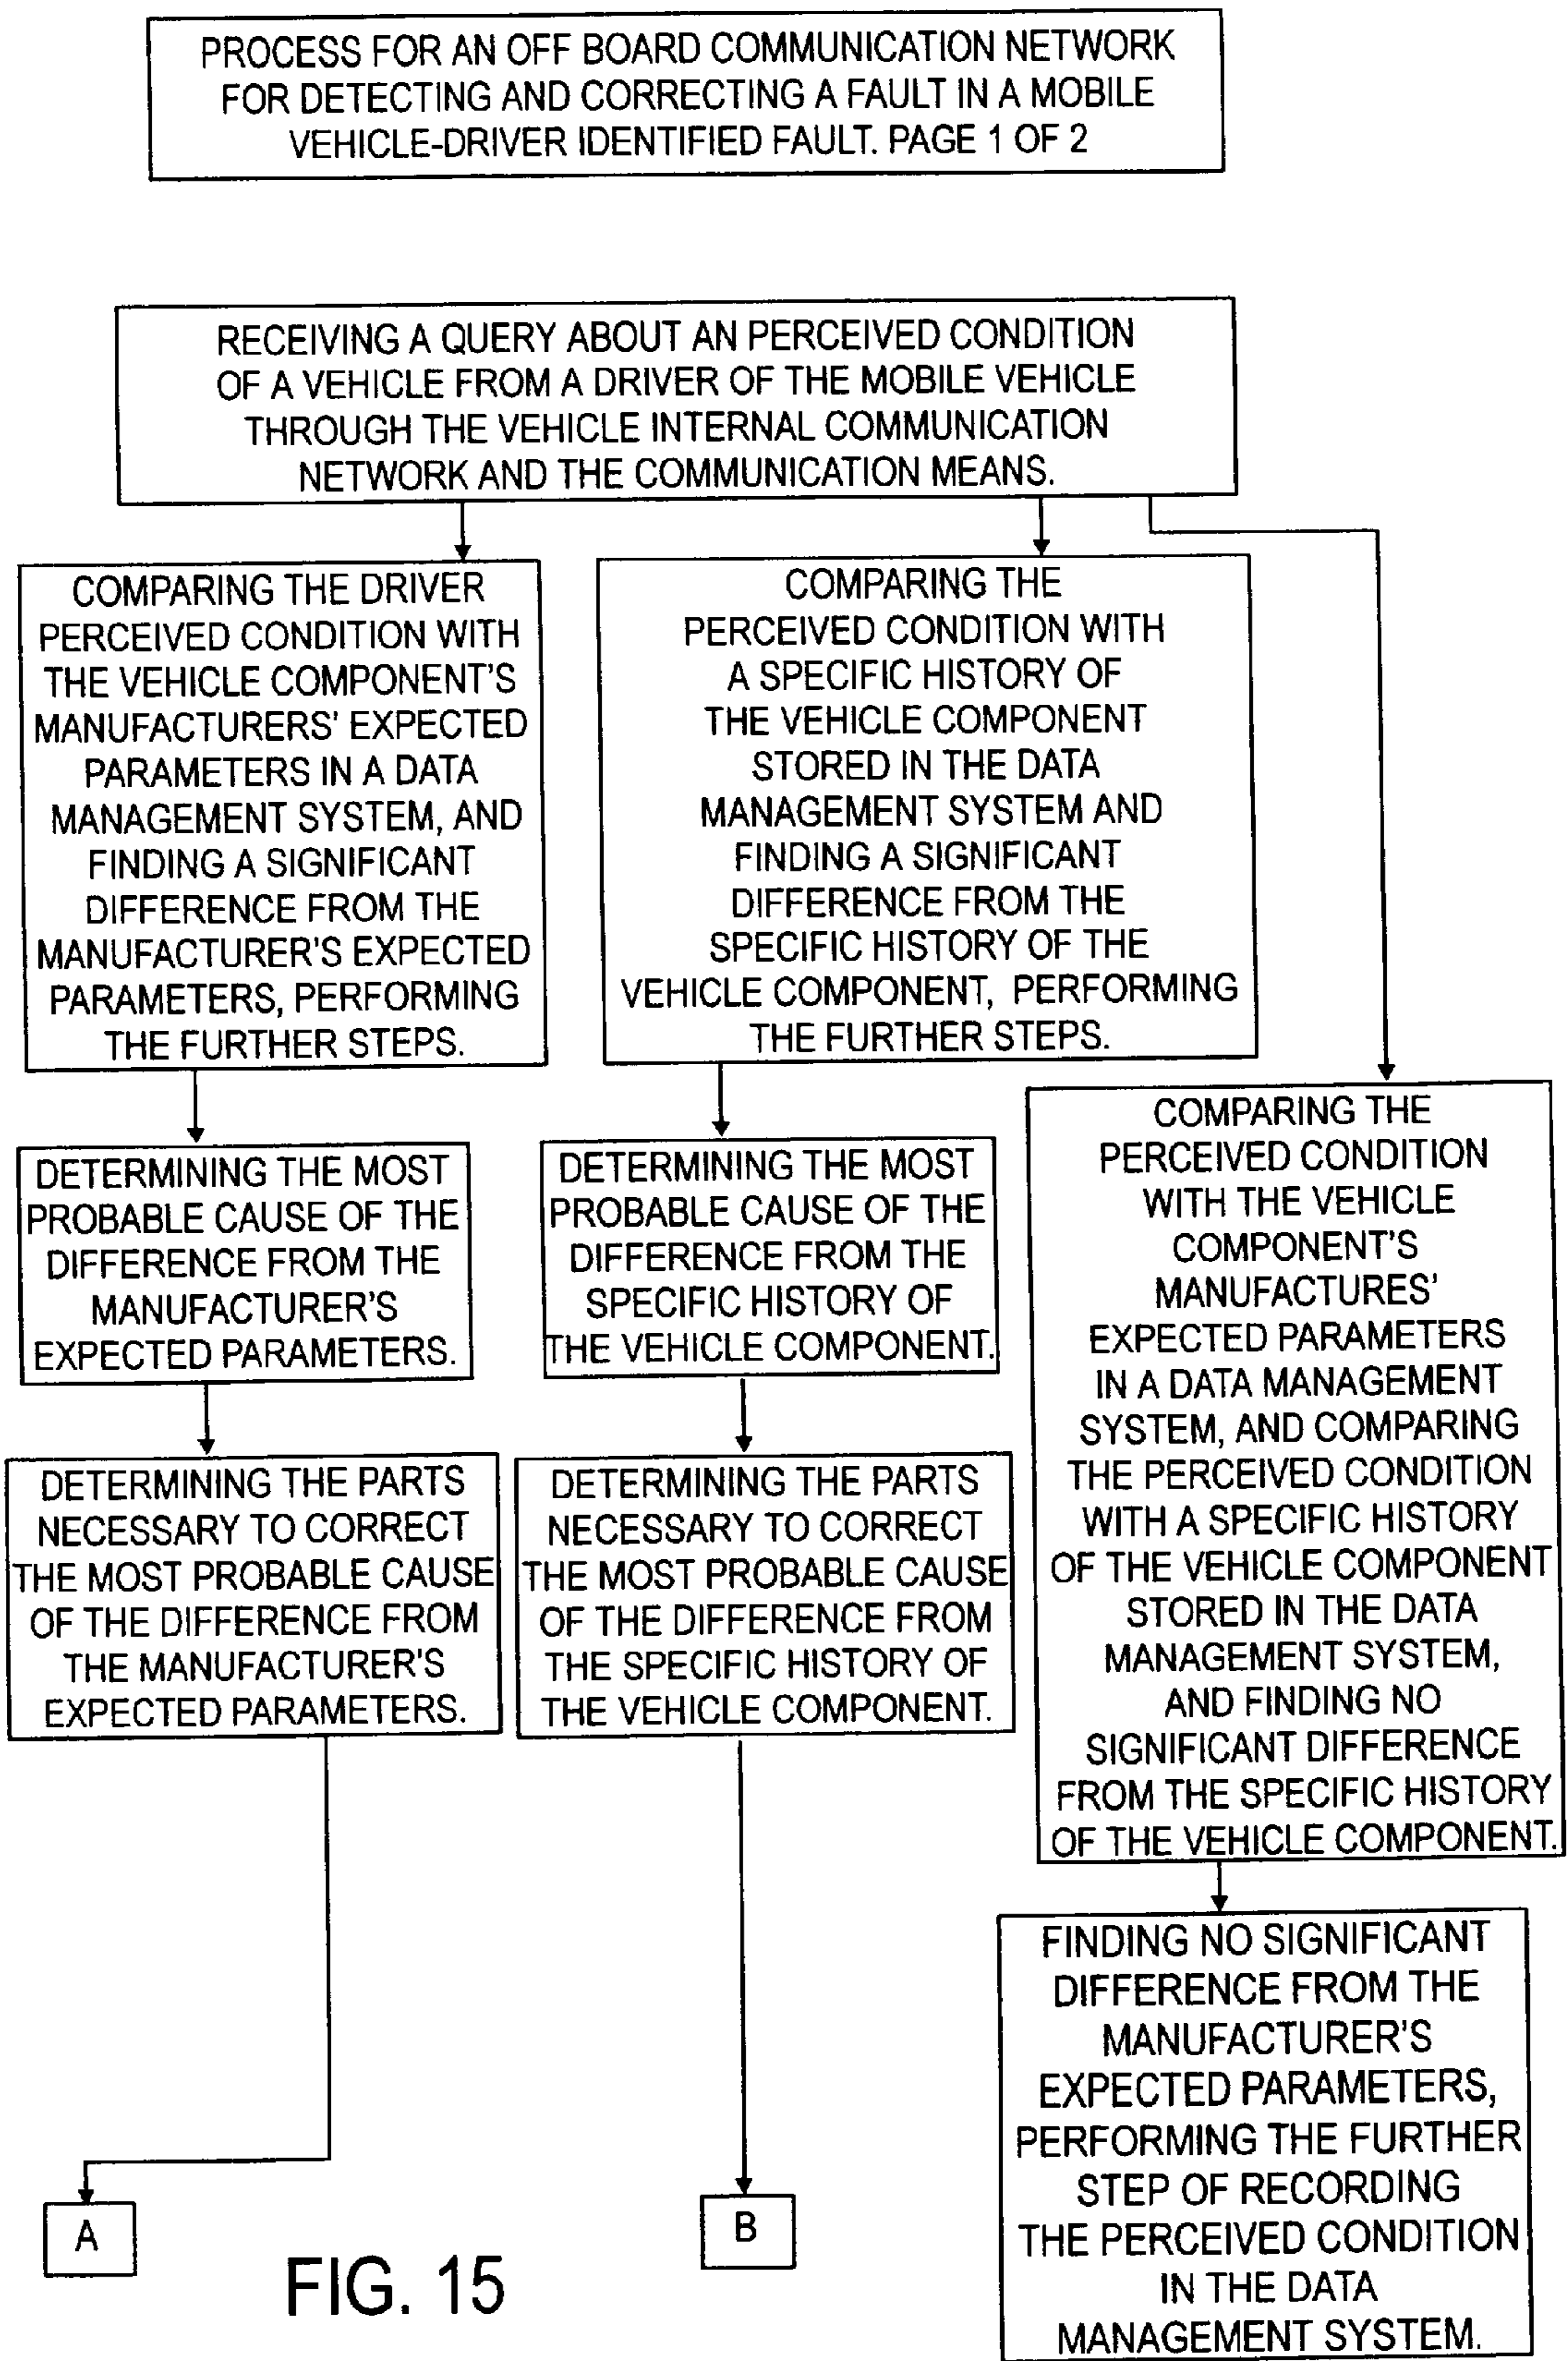 PROCESS FOR AN OFF BOARD COMMUNICATION NETWORK
FOR DETECTING AND CORRECTING A FAULT IN A MOBILE
VEHICLE-DRIVER IDENTIFIED FAULT. PAGE 1 OF 2
RECEIVING A QUERY ABOUT AN PERCEIVED CONDITION
OF A VEHICLE FROM A DRIVER OF THE MOBILE VEHICLE
THROUGH THE VEHICLE INTERNAL COMMUNICATION
NETWORK AND THE COMMUNICATION MEANS.
COMPARING THE DRIVER
PERCEIVED CONDITION WITH
THE VEHICLE COMPONENT'S
MANUFACTURERS' EXPECTED
PARAMETERS IN A DATA
MANAGEMENT SYSTEM, AND
FINDING A SIGNIFICANT
DIFFERENCE FROM THE
MANUFACTURER'S EXPECTED
PARAMETERS, PERFORMING
THE FURTHER STEPS.
DETERMINING THE MOST
PROBABLE CAUSE OF THE
DIFFERENCE FROM THE
MANUFACTURER'S
EXPECTED PARAMETERS.
DETERMINING THE PARTS
NECESSARY TO CORRECT
THE MOST PROBABLE CAUSE
OF THE DIFFERENCE FROM
THE MANUFACTURER'S
EXPECTED PARAMETERS.
A
COMPARING THE
PERCEIVED CONDITION WITH
A SPECIFIC HISTORY OF
THE VEHICLE COMPONENT
STORED IN THE DATA
MANAGEMENT SYSTEM AND
FINDING A SIGNIFICANT
DIFFERENCE FROM THE
SPECIFIC HISTORY OF THE
VEHICLE COMPONENT, PERFORMING
THE FURTHER STEPS.
DETERMINING THE MOST
PROBABLE CAUSE OF THE
DIFFERENCE FROM THE
SPECIFIC HISTORY OF
THE VEHICLE COMPONENT.
DETERMINING THE PARTS
NECESSARY TO CORRECT
THE MOST PROBABLE CAUSE
OF THE DIFFERENCE FROM
THE SPECIFIC HISTORY OF
THE VEHICLE COMPONENT.
B
COMPARING THE
PERCEIVED CONDITION
WITH THE VEHICLE
COMPONENT'S
MANUFACTURES'
EXPECTED PARAMETERS
IN A DATA MANAGEMENT
SYSTEM, AND COMPARING
THE PERCEIVED CONDITION
WITH A SPECIFIC HISTORY
OF THE VEHICLE COMPONENT
STORED IN THE DATA
MANAGEMENT SYSTEM,
AND FINDING NO
SIGNIFICANT DIFFERENCE
FROM THE SPECIFIC HISTORY
OF THE VEHICLE COMPONENT.
FINDING NO SIGNIFICANT
DIFFERENCE FROM THE
MANUFACTURER'S
EXPECTED PARAMETERS,
PERFORMING THE FURTHER
STEP OF RECORDING
THE PERCEIVED CONDITION
IN THE DATA
MANAGEMENT SYSTEM.
FIG. 15